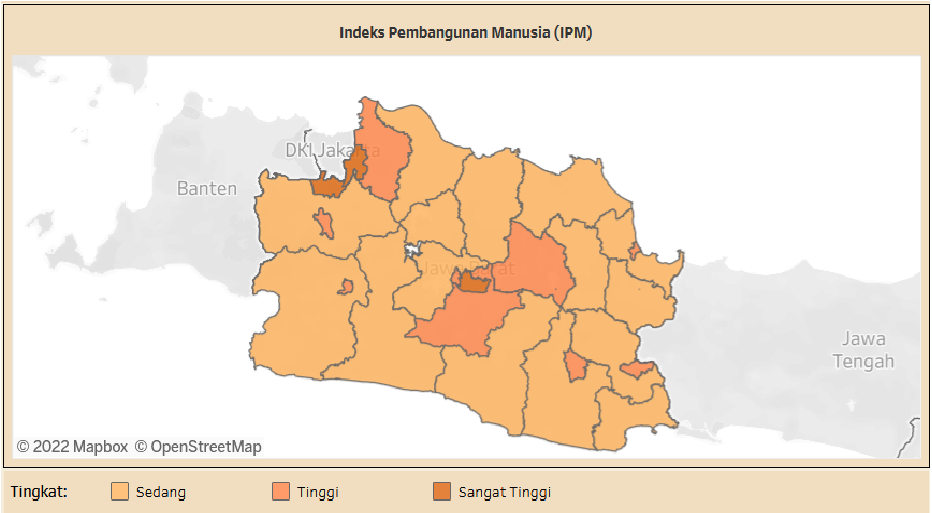 Indeks Pembangunan Manusia (IPM)
DKI Jakarta
Banten
Jawa Barat
Jawa
Tengah
© 2022 Mapbox © OpenStreetMap
Tingkat: Sedang Tinggi Sangat Tinggi